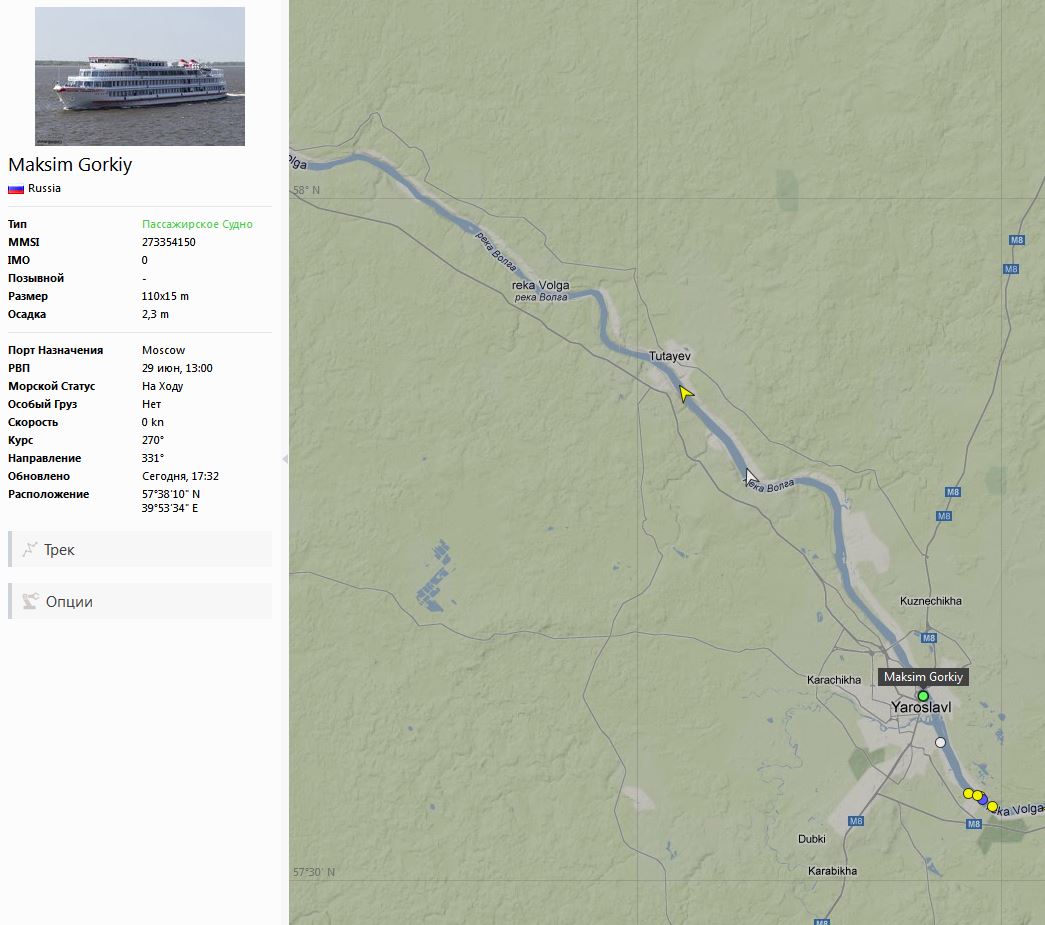 Maksim Gorkiy
Russia
Тип Пассажирское Судно
MMSI 273354150
IMO 0
Позывной -
Размер 110x15 m
Осадка 2,3 m
Порт Назначения Moscow
РВП 29 июн, 13:00
Морской Статус На Ходу
Особый Груз Нет
Скорость 0 kn
Курс 270°
Направление 331°
Обновлено Сегодня, 17:32
Расположение 57°38'10" N
39°53'34" E
Трек
Опции
olga
58° N
река Волга
reka Volga
река Волга
M8
M8
Tutayev
река Волга
M8
M8
Kuznechikha
M8
Karachikha
Maksim Gorkiy
Yaroslavl
eka Volga
M8
M8
Dubki
57°30' N
Karabikha
M8